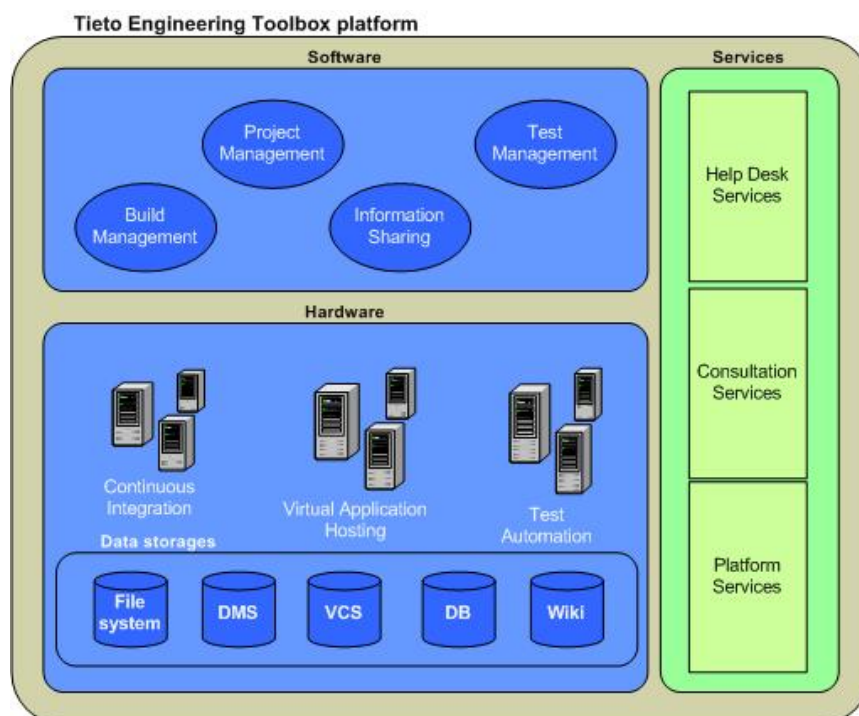 Tieto Engineering Toolbox platform
Software
Project
Management
Test
Management
Build
Management
Information
Sharing
Hardware
Continuous
Integration
Virtual Application
Hosting
Test
Automation
Data storages
File
system
DMS
VCS
DB
Wiki
Services
Help Desk
Services
Consultation
Services
Platform
Services